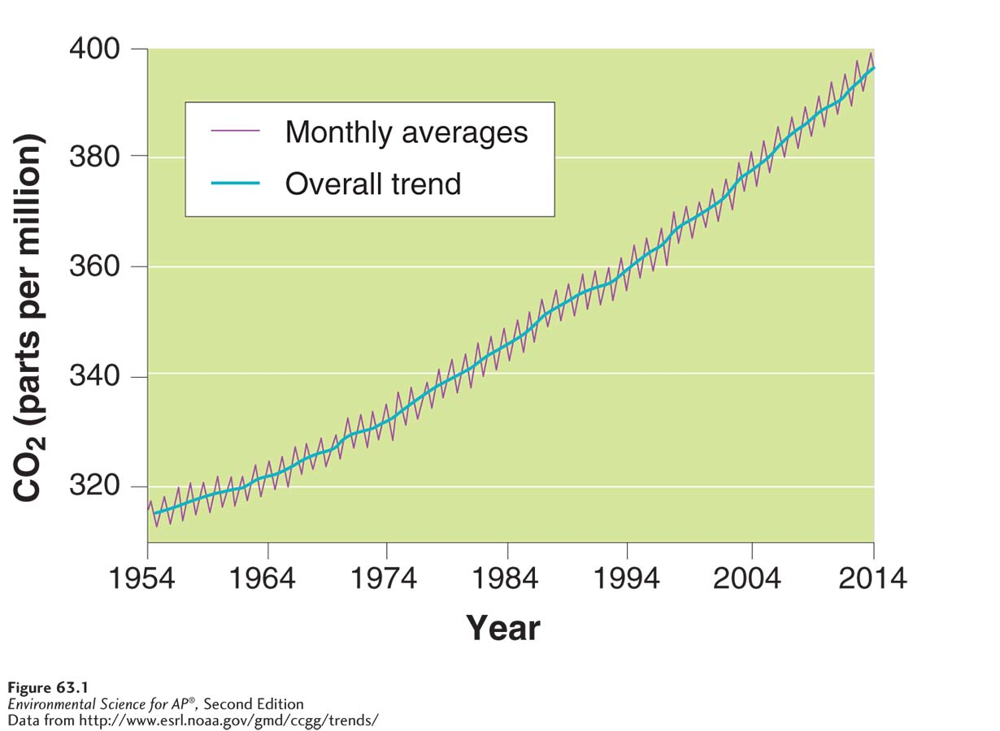 400
380
360
340
320
CO₂ (parts per million)
Monthly averages
Overall trend
1954 1964 1974 1984 1994 2004 2014
Year
Figure 63.1
Environmental Science for AP®, Second Edition
Data from http://www.esrl.noaa.gov/gmd/ccgg/trends/